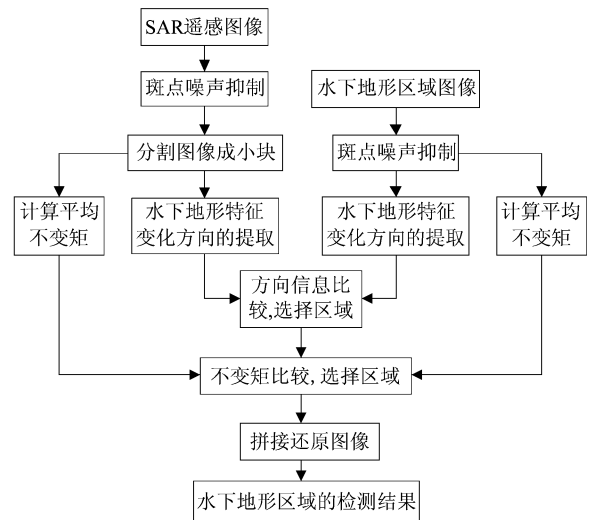 SAR遥感图像
斑点噪声抑制
水下地形区域图像
分割图像成小块
斑点噪声抑制
计算平均
不变矩
水下地形特征
变化方向的提取
水下地形特征
变化方向的提取
计算平均
不变矩
方向信息比
较,选择区域
不变矩比较, 选择区域
拼接还原图像
水下地形区域的检测结果